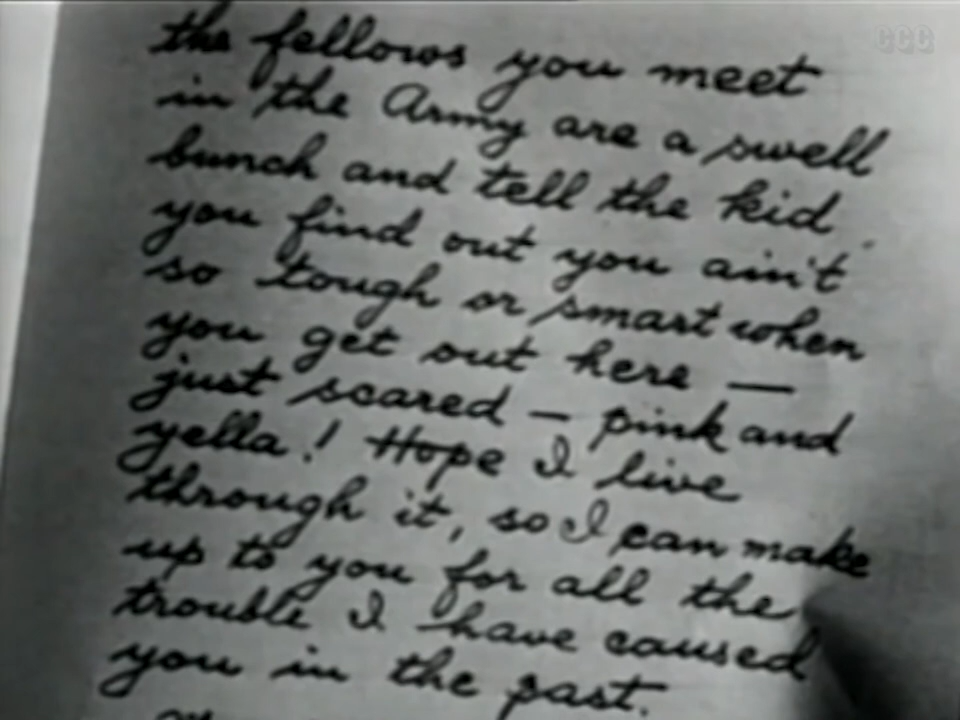 CCC
the fellows you meet
in the Army are a swell
bunch and tell the kid
you find out you ain't
so tough or smart when
you get out here —
just scared — pink and
yella! Hope I live
through it, so I can make
up to you for all the
trouble I have caused
you in the past.